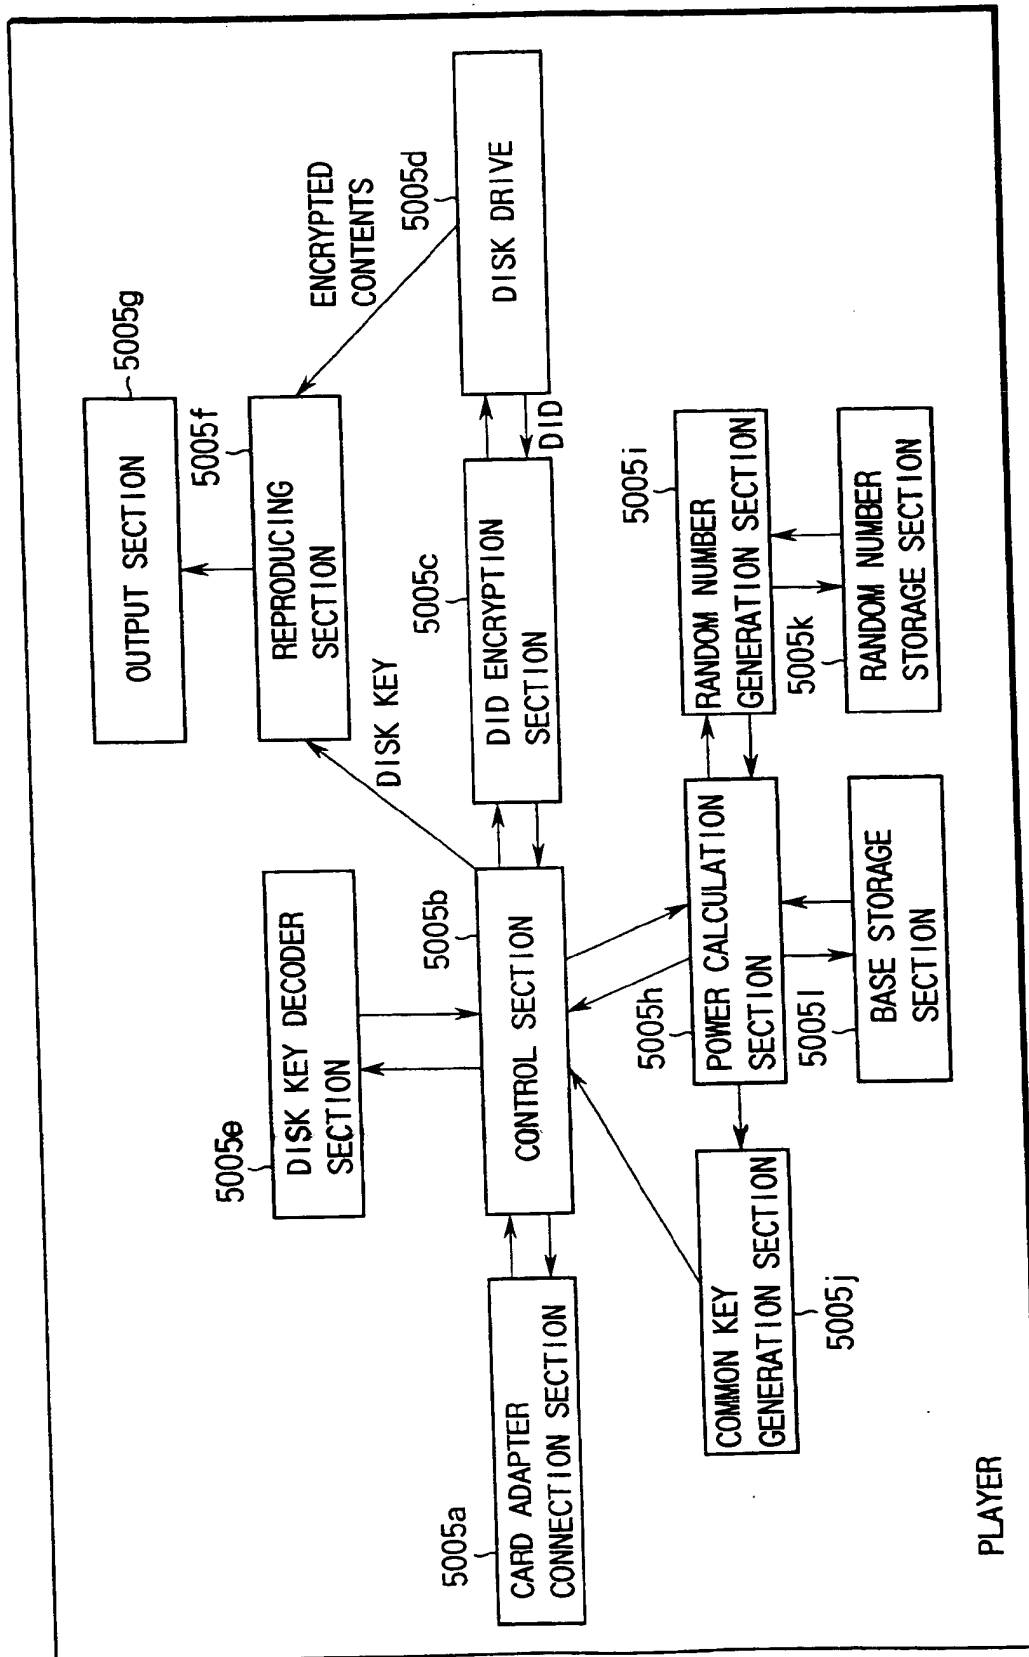 OUTPUT SECTION
5005g
REPRODUCING
SECTION
5005f
ENCRYPTED
CONTENTS
DISK KEY
DISK KEY DECODER
SECTION
5005e
CARD ADAPTER
CONNECTION SECTION
5005a
CONTROL SECTION
5005b
DID ENCRYPTION
SECTION
5005c
DID
DISK DRIVE
5005d
COMMON KEY
GENERATION SECTION
5005j
POWER CALCULATION
SECTION
5005h
RANDOM NUMBER
GENERATION SECTION
5005i
BASE STORAGE
SECTION
5005l
RANDOM NUMBER
STORAGE SECTION
5005k
PLAYER